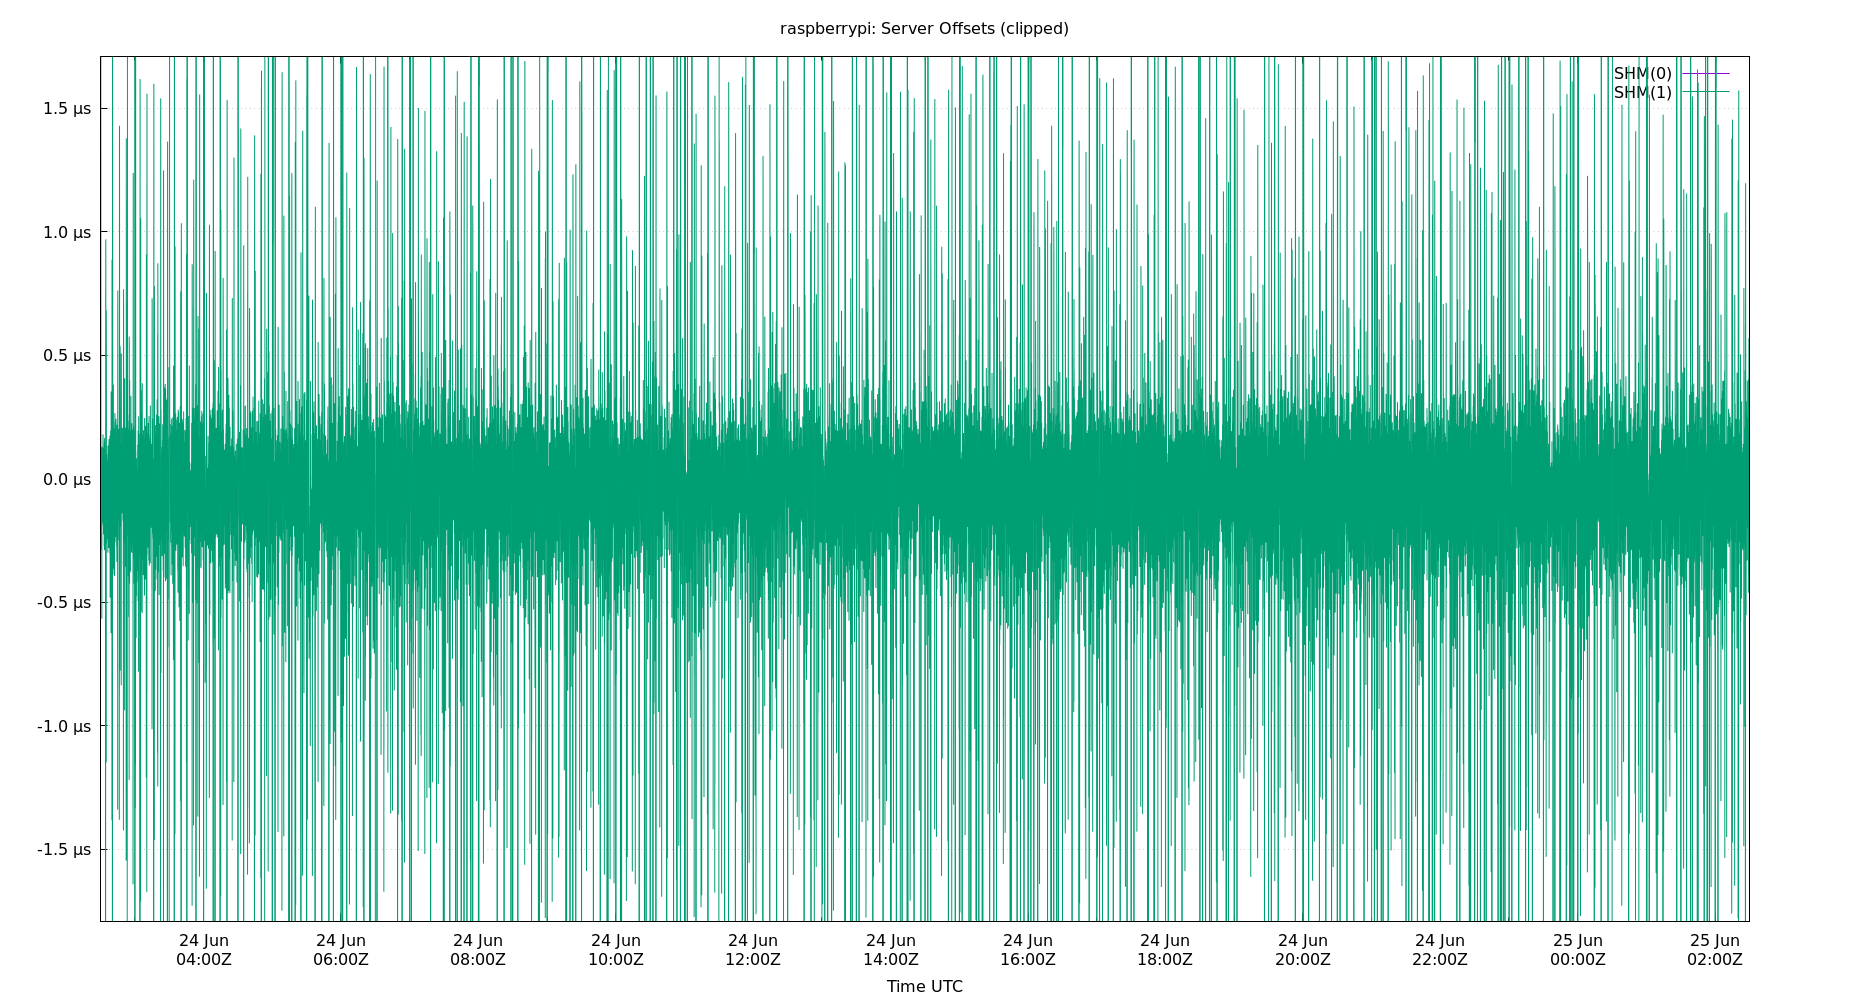 raspberrypi: Server Offsets (clipped)
SHM(0)
SHM(1)
1.5 µs
1.0 µs
0.5 µs
0.0 µs
-0.5 µs
-1.0 µs
-1.5 µs
24 Jun 24 Jun 24 Jun 24 Jun 24 Jun 24 Jun 24 Jun 24 Jun 24 Jun 24 Jun 25 Jun 25 Jun
04:00Z 06:00Z 08:00Z 10:00Z 12:00Z 14:00Z 16:00Z 18:00Z 20:00Z 22:00Z 00:00Z 02:00Z
Time UTC